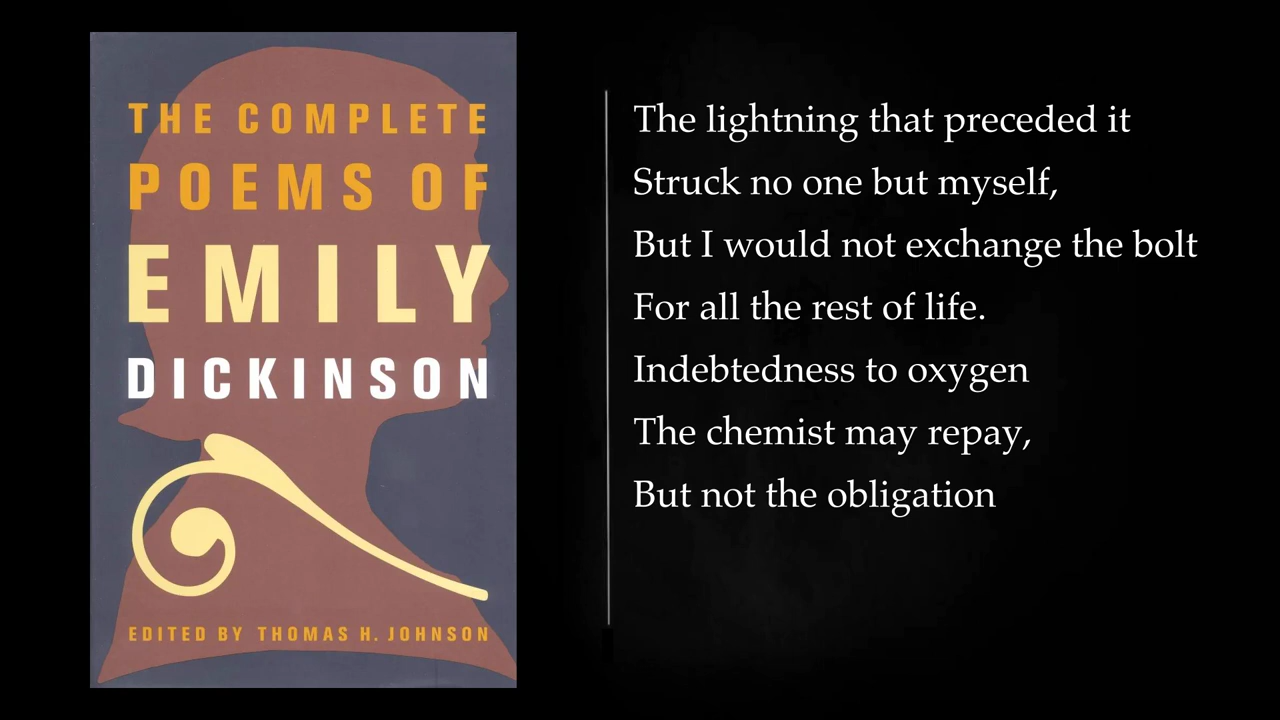 THE COMPLETE
POEMS OF
EMILY
DICKINSON
EDITED BY THOMAS H. JOHNSON
The lightning that preceded it
Struck no one but myself,
But I would not exchange the bolt
For all the rest of life.
Indebtedness to oxygen
The chemist may repay,
But not the obligation